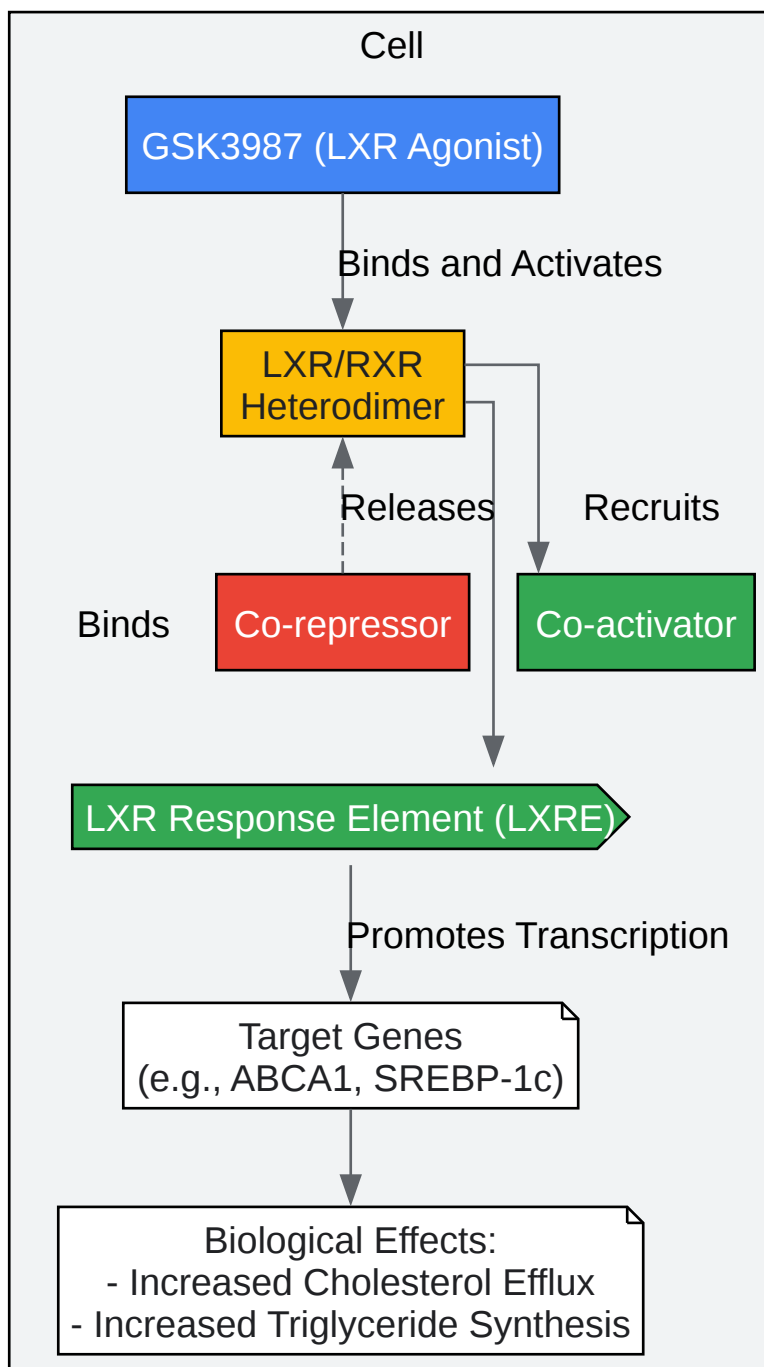 Cell
GSK3987 (LXR Agonist)
Binds and Activates
LXR/RXR
Heterodimer
Releases
Recruits
Binds
Co-repressor
Co-activator
LXR Response Element (LXRE)
Promotes Transcription
Target Genes
(e.g., ABCA1, SREBP-1c)
Biological Effects:
- Increased Cholesterol Efflux
- Increased Triglyceride Synthesis